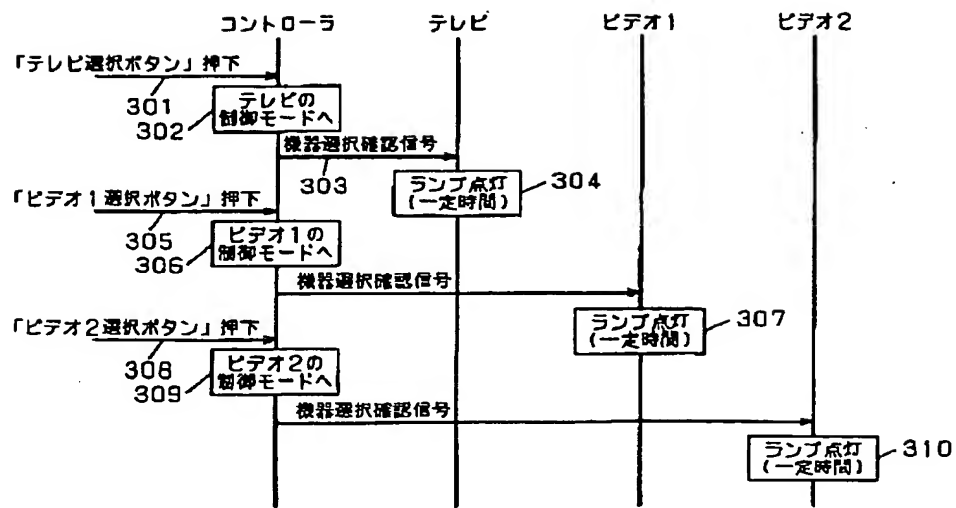 コントローラ テレビ ビデオ1 ビデオ2
「テレビ選択ボタン」押下
301
302
テレビの
制御モードへ
機器選択確認信号
303
ランプ点灯
(一定時間)
304
「ビデオ1選択ボタン」押下
305
306
ビデオ1の
制御モードへ
機器選択確認信号
ランプ点灯
(一定時間)
307
「ビデオ2選択ボタン」押下
308
309
ビデオ2の
制御モードへ
機器選択確認信号
ランプ点灯
(一定時間)
310